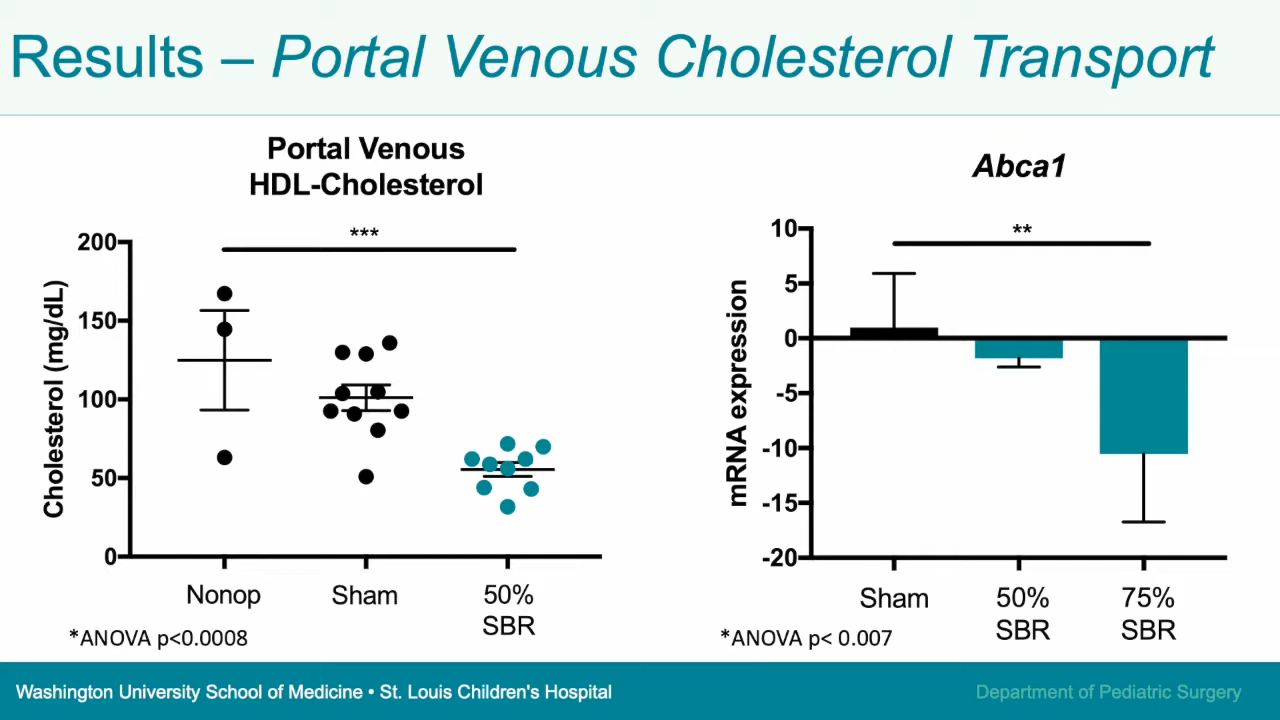 Results – Portal Venous Cholesterol Transport
Portal Venous
HDL-Cholesterol
***
Cholesterol (mg/dL)
200
150
100
50
0
Nonop
Sham
50%
SBR
*ANOVA p<0.0008
Abca1
**
mRNA expression
10
5
0
-5
-10
-15
-20
Sham
50%
SBR
75%
SBR
*ANOVA p< 0.007
Washington University School of Medicine • St. Louis Children's Hospital
Department of Pediatric Surgery